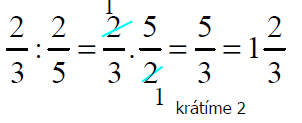 2/3 : 2/5 = 2/3 . 5/2 = 5/3 = 1 2/3
1
1
krátíme 2